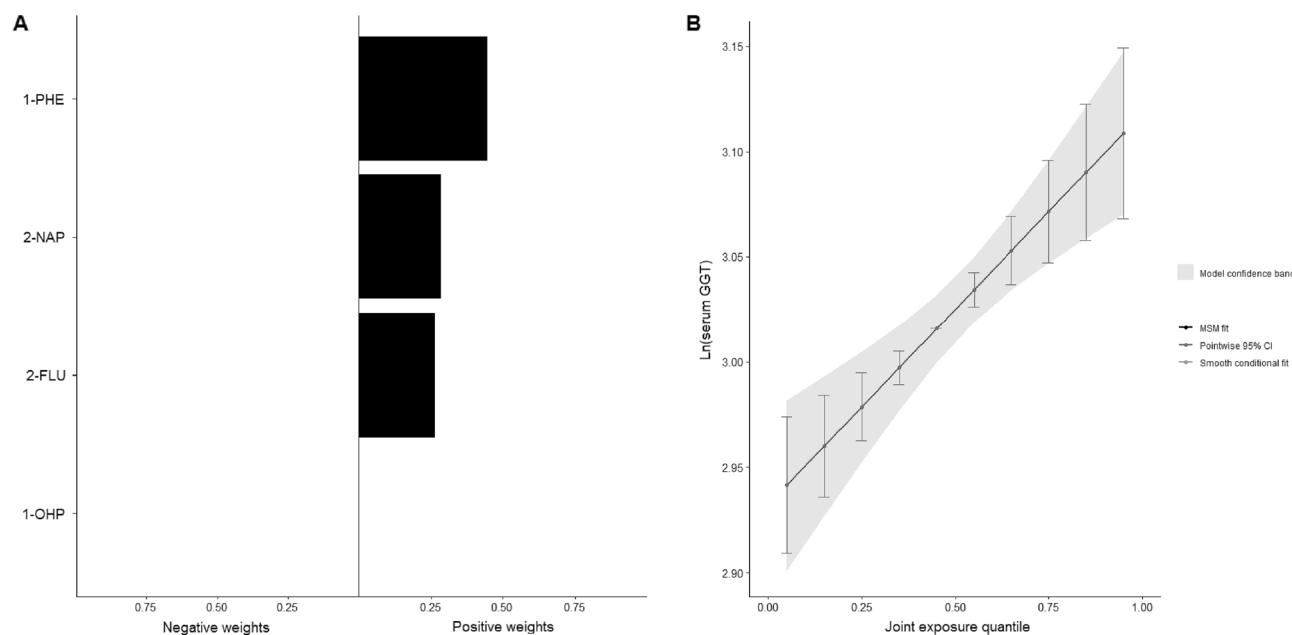 A
1-PHE
2-NAP
2-FLU
1-OHP
0.75
0.50
0.25
0.25
0.50
0.75
Negative weights
Positive weights
B
Ln(serum GGT)
3.15
3.10
3.05
3.00
2.95
2.90
0.00
0.25
0.50
0.75
1.00
Joint exposure quantile
Model confidence band
MSM fit
Pointwise 95% CI
Smooth conditional fit